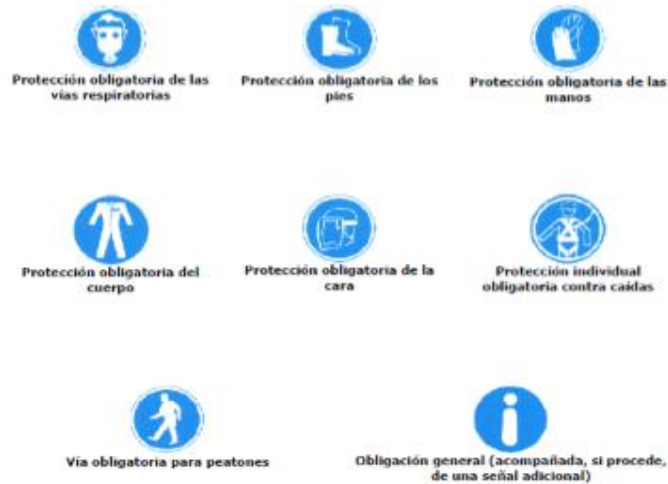 Protección obligatoria de las
vías respiratorias
Protección obligatoria de los
pies
Protección obligatoria de las
manos
Protección obligatoria del
cuerpo
Protección obligatoria de la
cara
Protección individual
obligatoria contra caídas
Vía obligatoria para peatones
Obligación general (acompañada, si procede,
de una señal adicional)